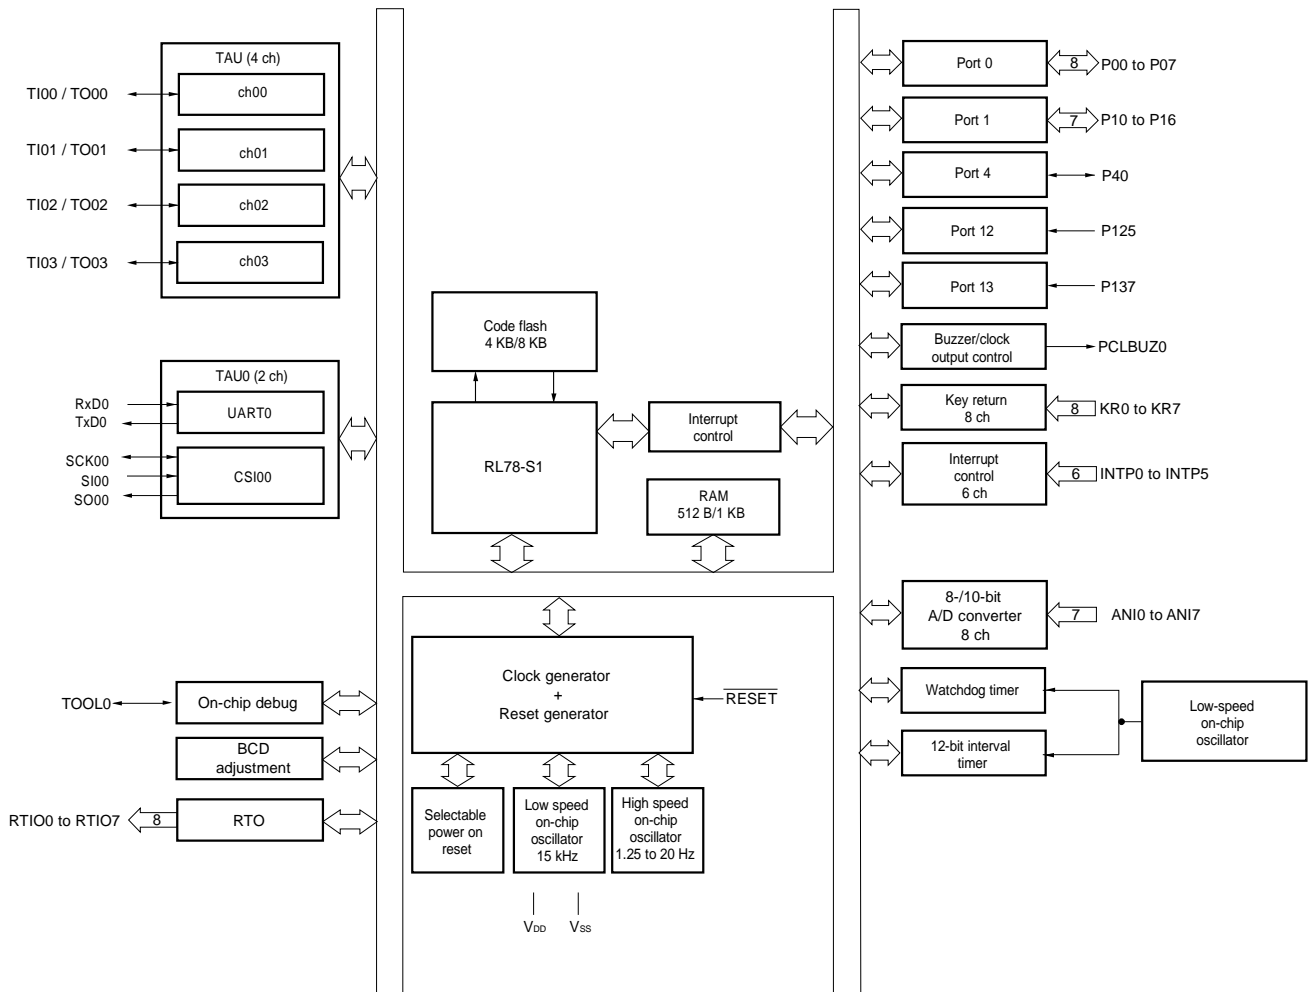 TAU (4 ch)
TI00 / TO00
ch00
TI01 / TO01
ch01
TI02 / TO02
ch02
TI03 / TO03
ch03
TAU0 (2 ch)
RxD0
TxD0
UART0
SCK00
SI00
SO00
CSI00
TOOL0
On-chip debug
BCD
adjustment
RTIO0 to RTIO7
8
RTO
Code flash
4 KB/8 KB
RL78-S1
Interrupt
control
RAM
512 B/1 KB
Clock generator
+
Reset generator
RESET
Selectable
power on
reset
Low speed
on-chip
oscillator
15 kHz
High speed
on-chip
oscillator
1.25 to 20 Hz
VDD
VSS
Port 0
8
P00 to P07
Port 1
7
P10 to P16
Port 4
P40
Port 12
P125
Port 13
P137
Buzzer/clock
output control
PCLBUZ0
Key return
8 ch
8
KR0 to KR7
Interrupt
control
6 ch
6
INTP0 to INTP5
8-/10-bit
A/D converter
8 ch
7
ANI0 to ANI7
Watchdog timer
12-bit interval
timer
Low-speed
on-chip
oscillator